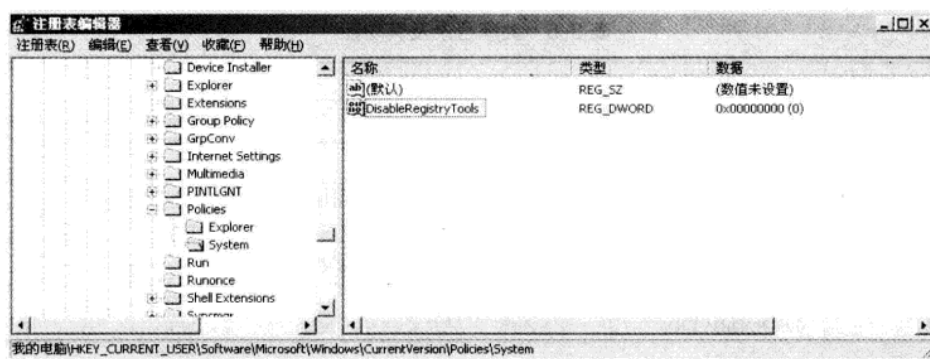 注册表编辑器
注册表(R) 编辑(E) 查看(V) 收藏(F) 帮助(H)
Device Installer
Explorer
Extensions
Group Policy
GrpConv
Internet Settings
Multimedia
PINTLGNT
Policies
Explorer
System
Run
Runonce
Shell Extensions
Syncmgr
名称 类型 数据
(默认) REG_SZ (数值未设置)
DisableRegistryTools REG_DWORD 0x00000000 (0)
我的电脑\HKEY_CURRENT_USER\Software\Microsoft\Windows\CurrentVersion\Policies\System